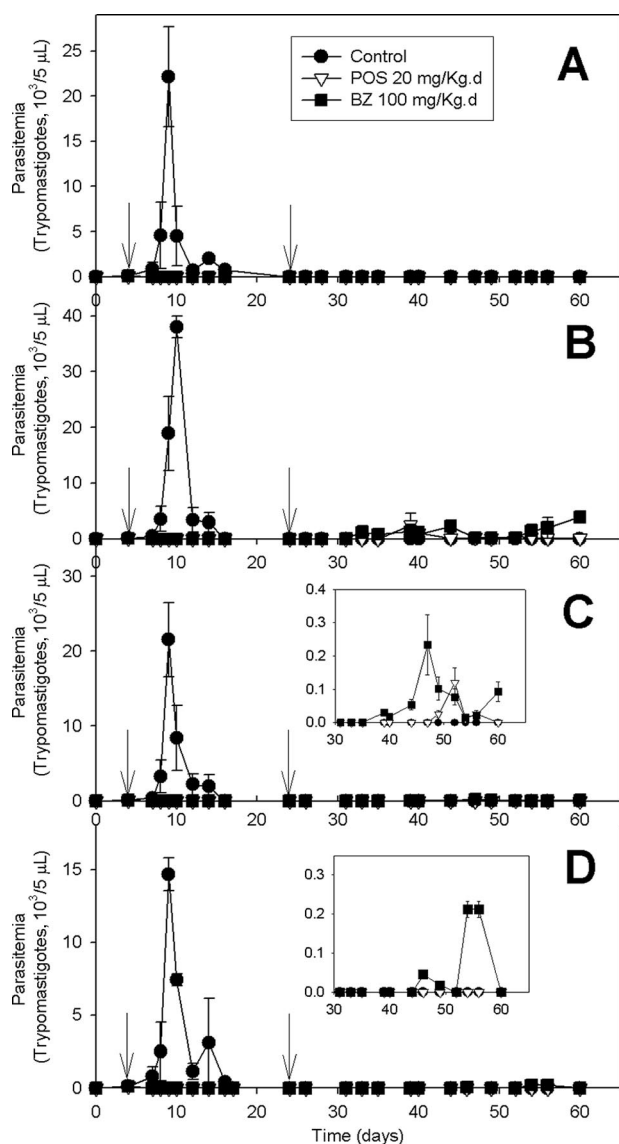 Control
POS 20 mg/Kg.d
BZ 100 mg/Kg.d
A
Parasitemia
(Trypomastigotes, 10³/5 μL)
25
20
15
10
5
0
0 10 20 30 40 50 60
B
Parasitemia
(Trypomastigotes, 10³/5 μL)
40
30
20
10
0
0 10 20 30 40 50 60
C
Parasitemia
(Trypomastigotes, 10³/5 μL)
30
20
10
0
0.4
0.3
0.2
0.1
0.0
30 40 50 60
0 10 20 30 40 50 60
D
Parasitemia
(Trypomastigotes, 10³/5 μL)
15
10
5
0
0.3
0.2
0.1
0.0
30 40 50 60
0 10 20 30 40 50 60
Time (days)